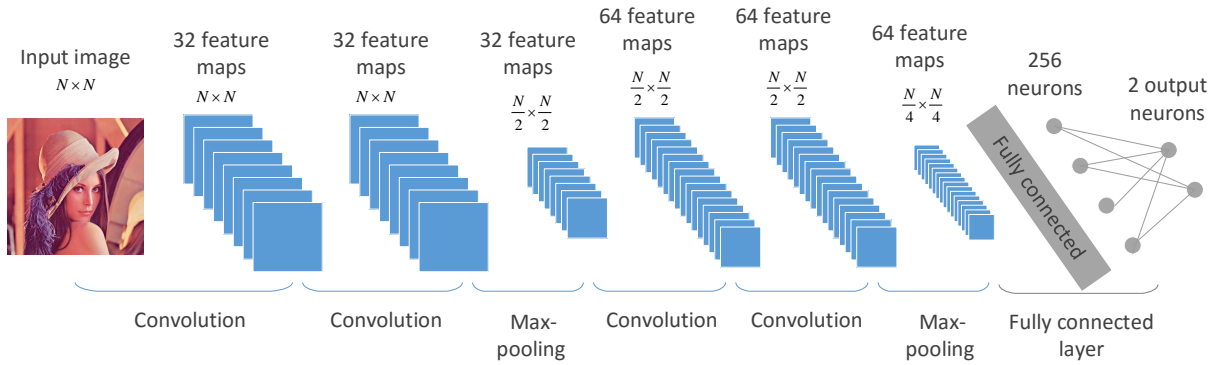 Input image
N × N
32 feature
maps
N × N
32 feature
maps
N × N
32 feature
maps
N/2 × N/2
64 feature
maps
N/2 × N/2
64 feature
maps
N/2 × N/2
64 feature
maps
N/4 × N/4
256
neurons
2 output
neurons
Fully connected
Convolution
Convolution
Max-
pooling
Convolution
Convolution
Max-
pooling
Fully connected
layer